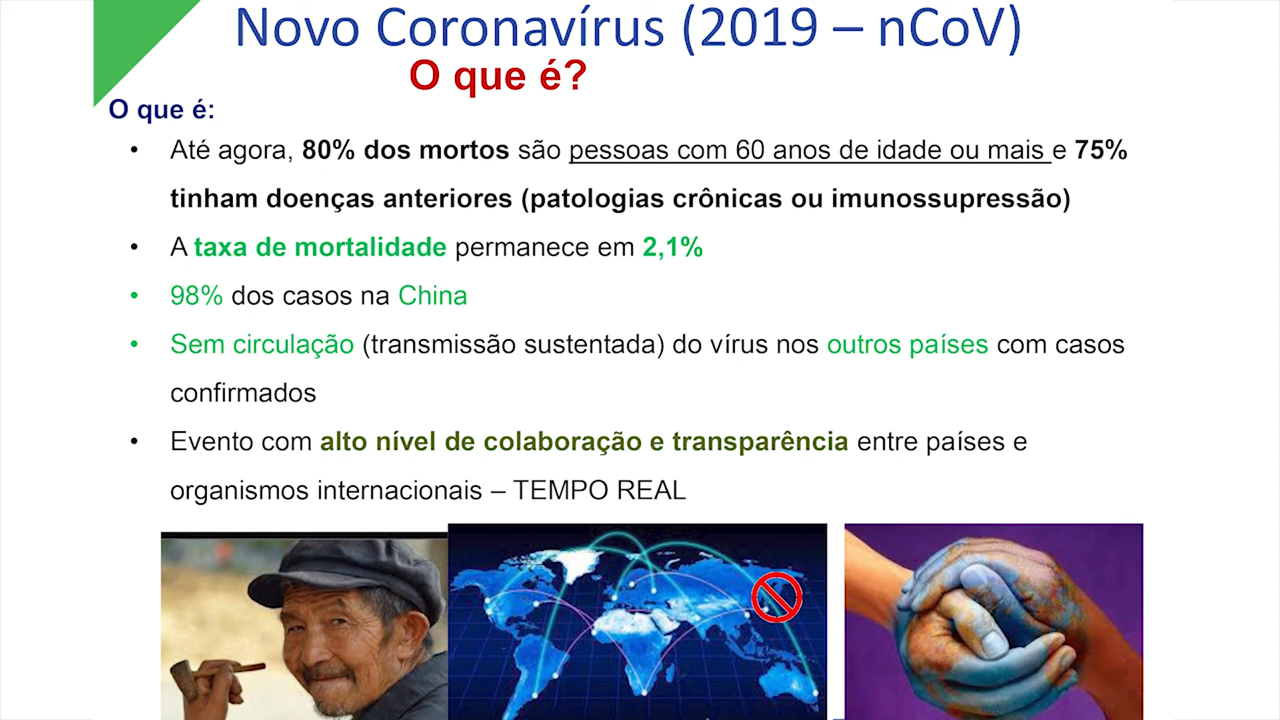 Novo Coronavírus (2019 – nCoV)
O que é?
O que é:
• Até agora, 80% dos mortos são pessoas com 60 anos de idade ou mais e 75%
tinham doenças anteriores (patologias crônicas ou imunossupressão)
• A taxa de mortalidade permanece em 2,1%
• 98% dos casos na China
• Sem circulação (transmissão sustentada) do vírus nos outros países com casos
confirmados
• Evento com alto nível de colaboração e transparência entre países e
organismos internacionais – TEMPO REAL